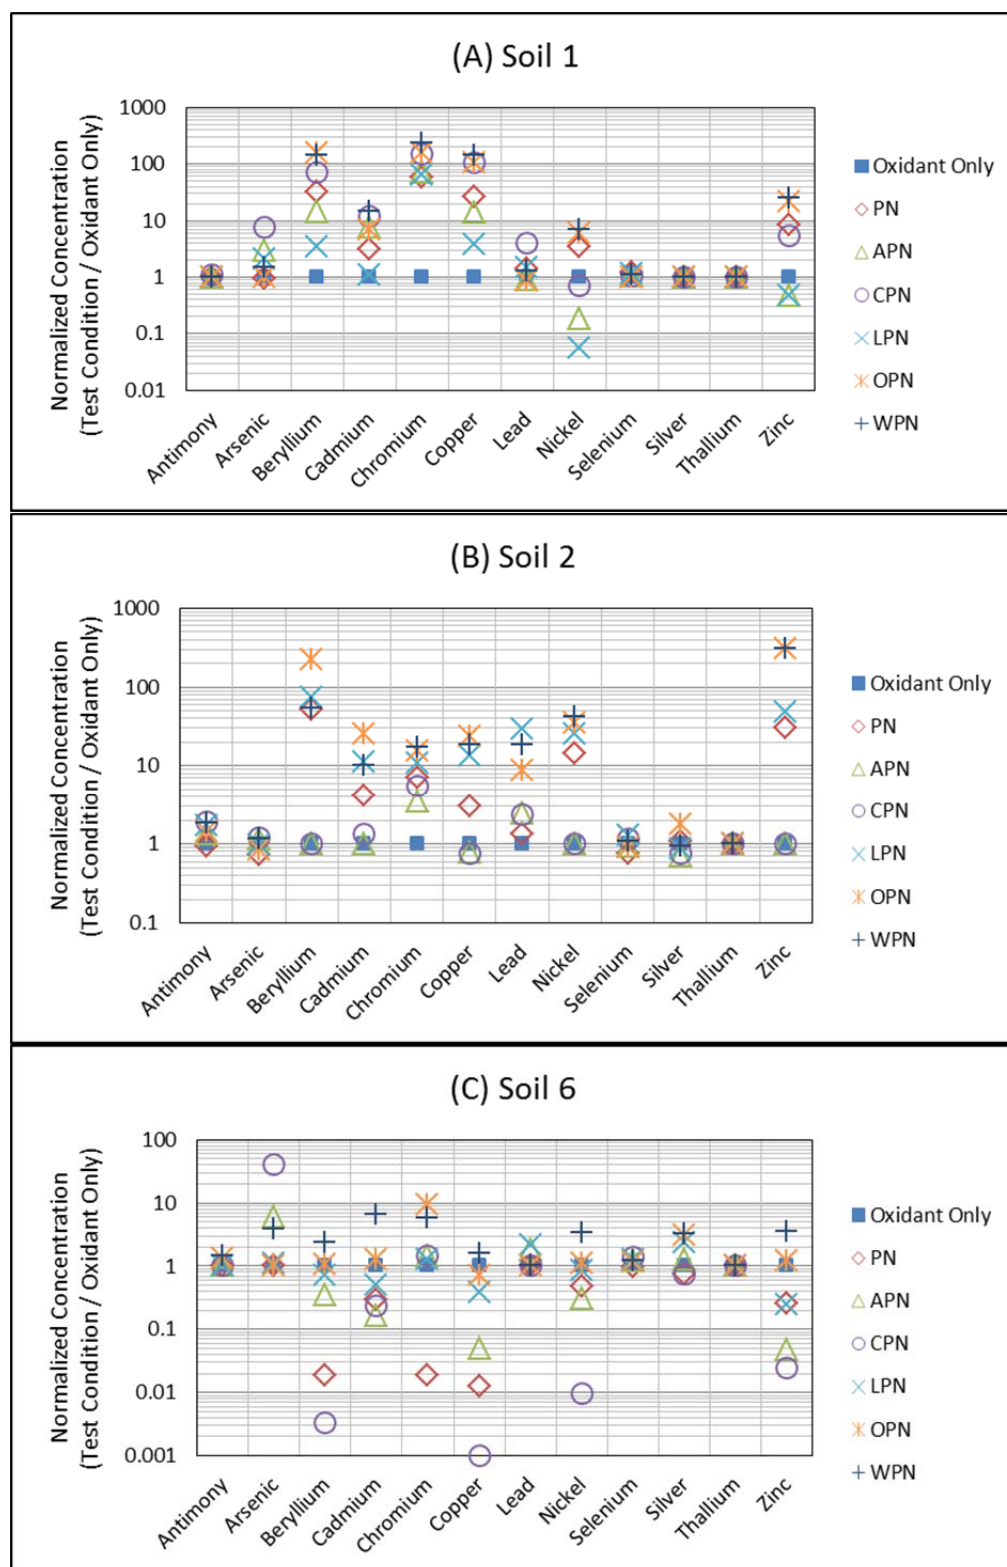 (A) Soil 1
Normalized Concentration
(Test Condition / Oxidant Only)
1000
100
10
1
0.1
0.01
Antimony
Arsenic
Beryllium
Cadmium
Chromium
Copper
Lead
Nickel
Selenium
Silver
Thallium
Zinc
Oxidant Only
PN
APN
CPN
LPN
OPN
WPN
(B) Soil 2
Normalized Concentration
(Test Condition / Oxidant Only)
1000
100
10
1
0.1
Antimony
Arsenic
Beryllium
Cadmium
Chromium
Copper
Lead
Nickel
Selenium
Silver
Thallium
Zinc
Oxidant Only
PN
APN
CPN
LPN
OPN
WPN
(C) Soil 6
Normalized Concentration
(Test Condition / Oxidant Only)
100
10
1
0.1
0.01
0.001
Antimony
Arsenic
Beryllium
Cadmium
Chromium
Copper
Lead
Nickel
Selenium
Silver
Thallium
Zinc
Oxidant Only
PN
APN
CPN
LPN
OPN
WPN